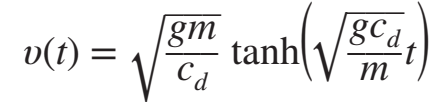 υ(t) = √(gm/c_d) tanh(√(gc_d/m) t)